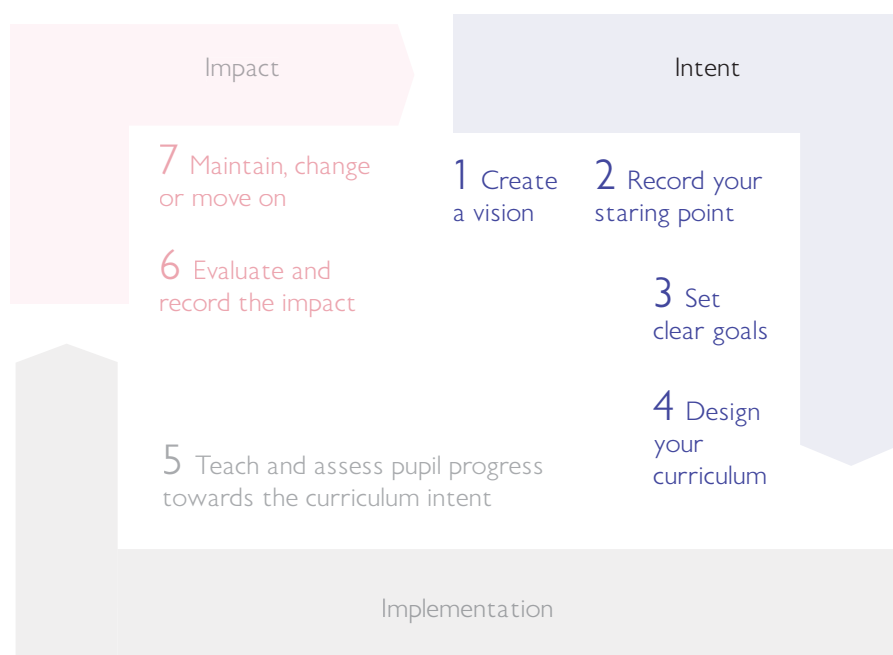 Impact
Intent
1 Create
a vision
2 Record your
staring point
3 Set
clear goals
4 Design
your
curriculum
5 Teach and assess pupil progress
towards the curriculum intent
Implementation
6 Evaluate and
record the impact
7 Maintain, change
or move on